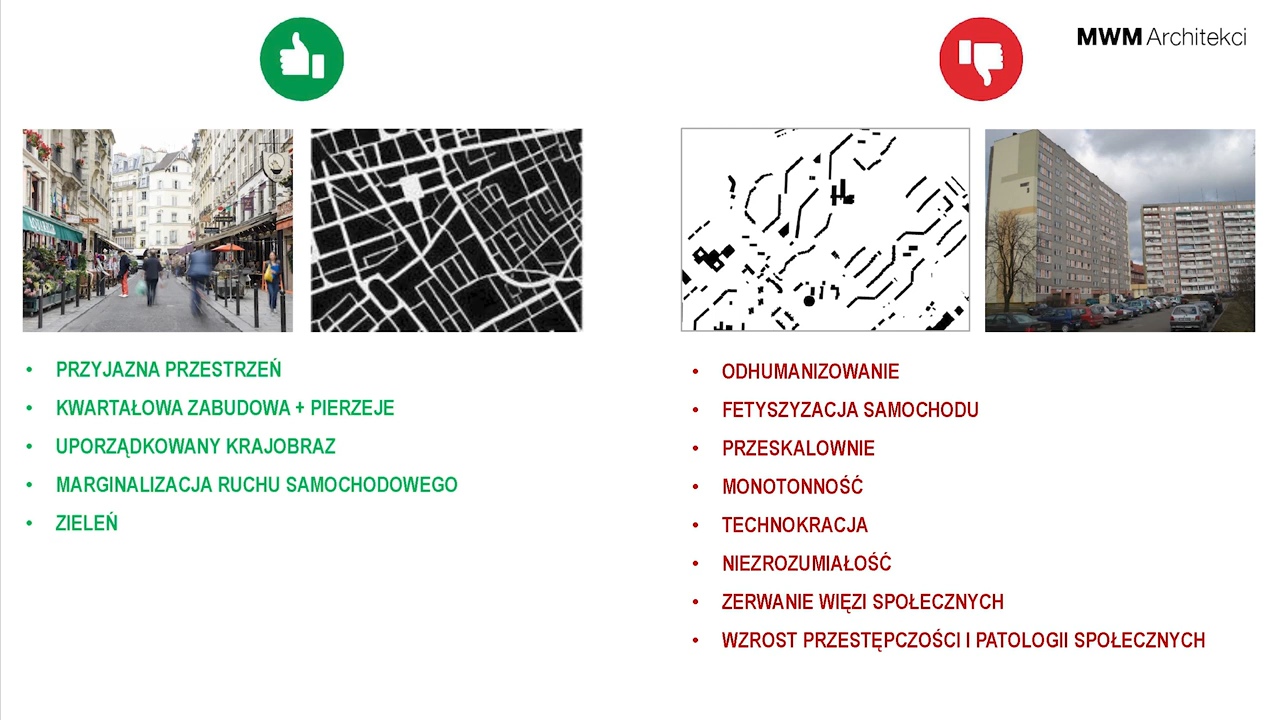 MWM Architekci
• PRZYJAZNA PRZESTRZEŃ
• KWARTAŁOWA ZABUDOWA + PIERZEJE
• UPORZĄDKOWANY KRAJOBRAZ
• MARGINALIZACJA RUCHU SAMOCHODOWEGO
• ZIELEŃ
• ODHUMANIZOWANIE
• FETYSZYZACJA SAMOCHODU
• PRZESKALOWNIE
• MONOTONNOŚĆ
• TECHNOKRACJA
• NIEZROZUMIAŁOŚĆ
• ZERWANIE WIĘZI SPOŁECZNYCH
• WZROST PRZESTĘPCZOŚCI I PATOLOGII SPOŁECZNYCH